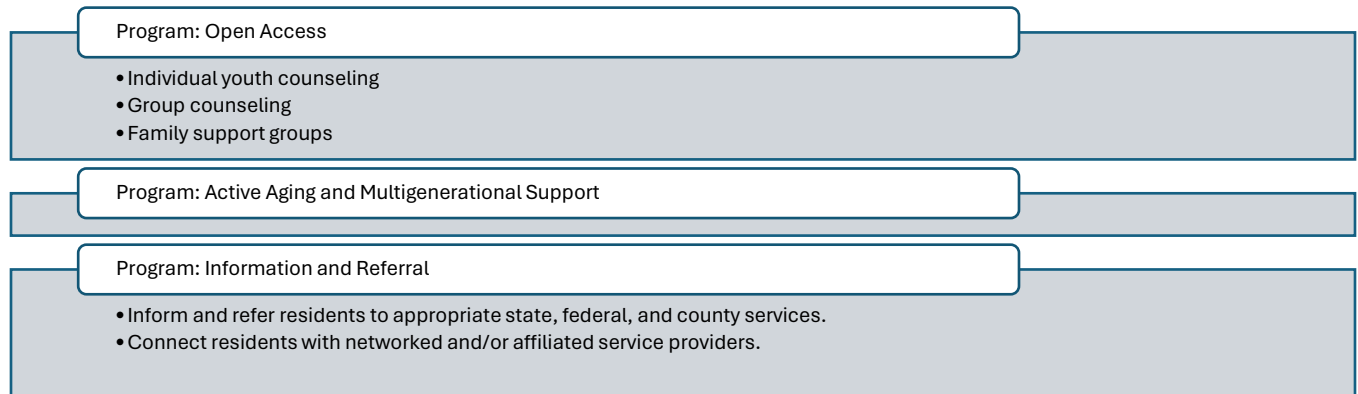 Program: Open Access
•Individual youth counseling
•Group counseling
•Family support groups
Program: Active Aging and Multigenerational Support
Program: Information and Referral
•Inform and refer residents to appropriate state, federal, and county services.
•Connect residents with networked and/or affiliated service providers.